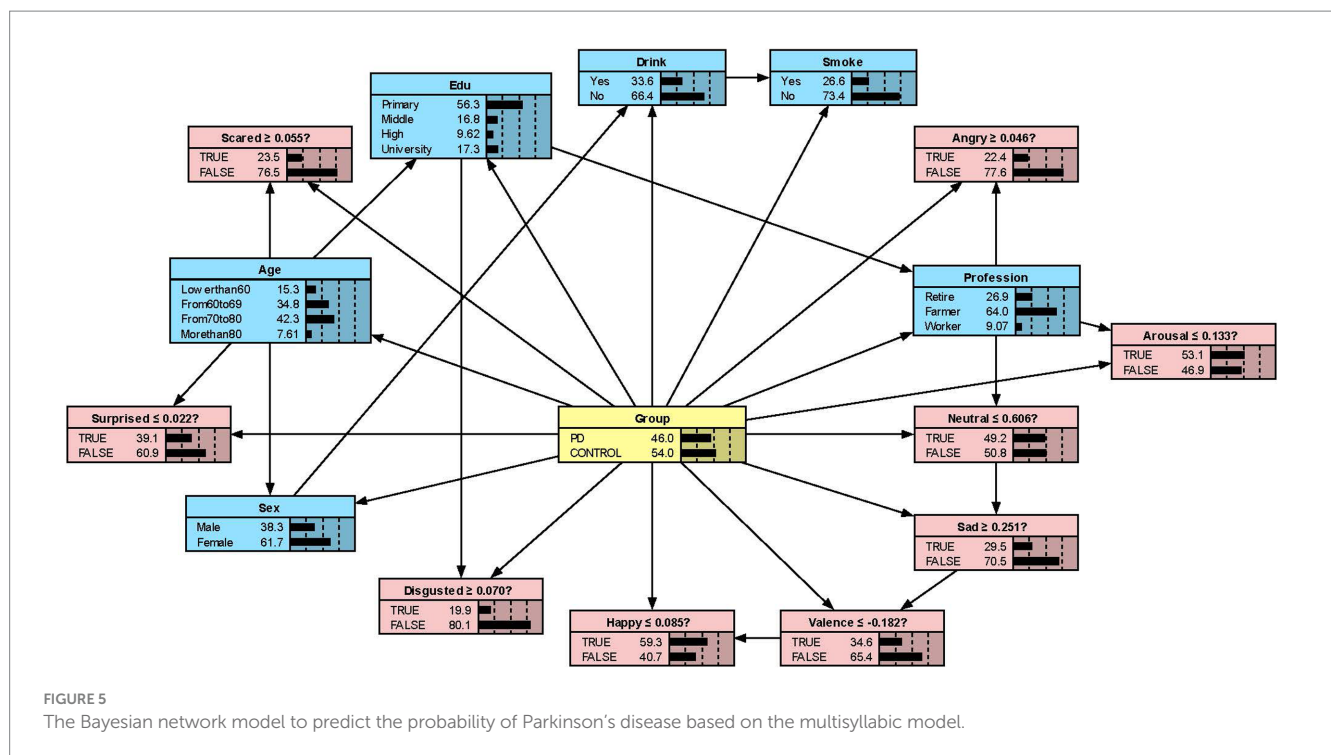 Drink
Yes 33.6
No 66.4
Smoke
Yes 26.6
No 73.4
Edu
Primary 56.3
Middle 16.8
High 9.62
University 17.3
Scared ≥ 0.055?
TRUE 23.5
FALSE 76.5
Angry ≥ 0.046?
TRUE 22.4
FALSE 77.6
Age
Lowerthan60 15.3
From60to69 34.8
From70to80 42.3
Morethan80 7.61
Profession
Retire 26.9
Farmer 64.0
Worker 9.07
Arousal ≤ 0.133?
TRUE 53.1
FALSE 46.9
Surprised ≤ 0.022?
TRUE 39.1
FALSE 60.9
Group
PD 46.0
CONTROL 54.0
Neutral ≤ 0.606?
TRUE 49.2
FALSE 50.8
Sex
Male 38.3
Female 61.7
Sad ≥ 0.251?
TRUE 29.5
FALSE 70.5
Disgusted ≥ 0.070?
TRUE 19.9
FALSE 80.1
Happy ≤ 0.085?
TRUE 59.3
FALSE 40.7
Valence ≤ -0.182?
TRUE 34.6
FALSE 65.4
FIGURE 5
The Bayesian network model to predict the probability of Parkinson's disease based on the multisyllabic model.